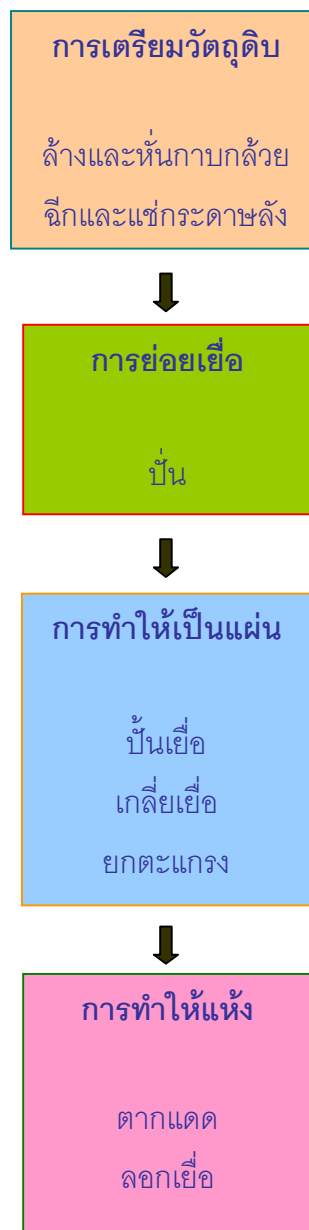 การเตรียมวัตถุดิบ
ล้างและหั่นกาบกล้วย
ฉีกและแช่กระดาษลัง
การย่อยเยื่อ
ปั่น
การทำให้เป็นแผ่น
ปั้นเยื่อ
เกลี่ยเยื่อ
ยกตะแกรง
การทำให้แห้ง
ตากแดด
ลอกเยื่อ